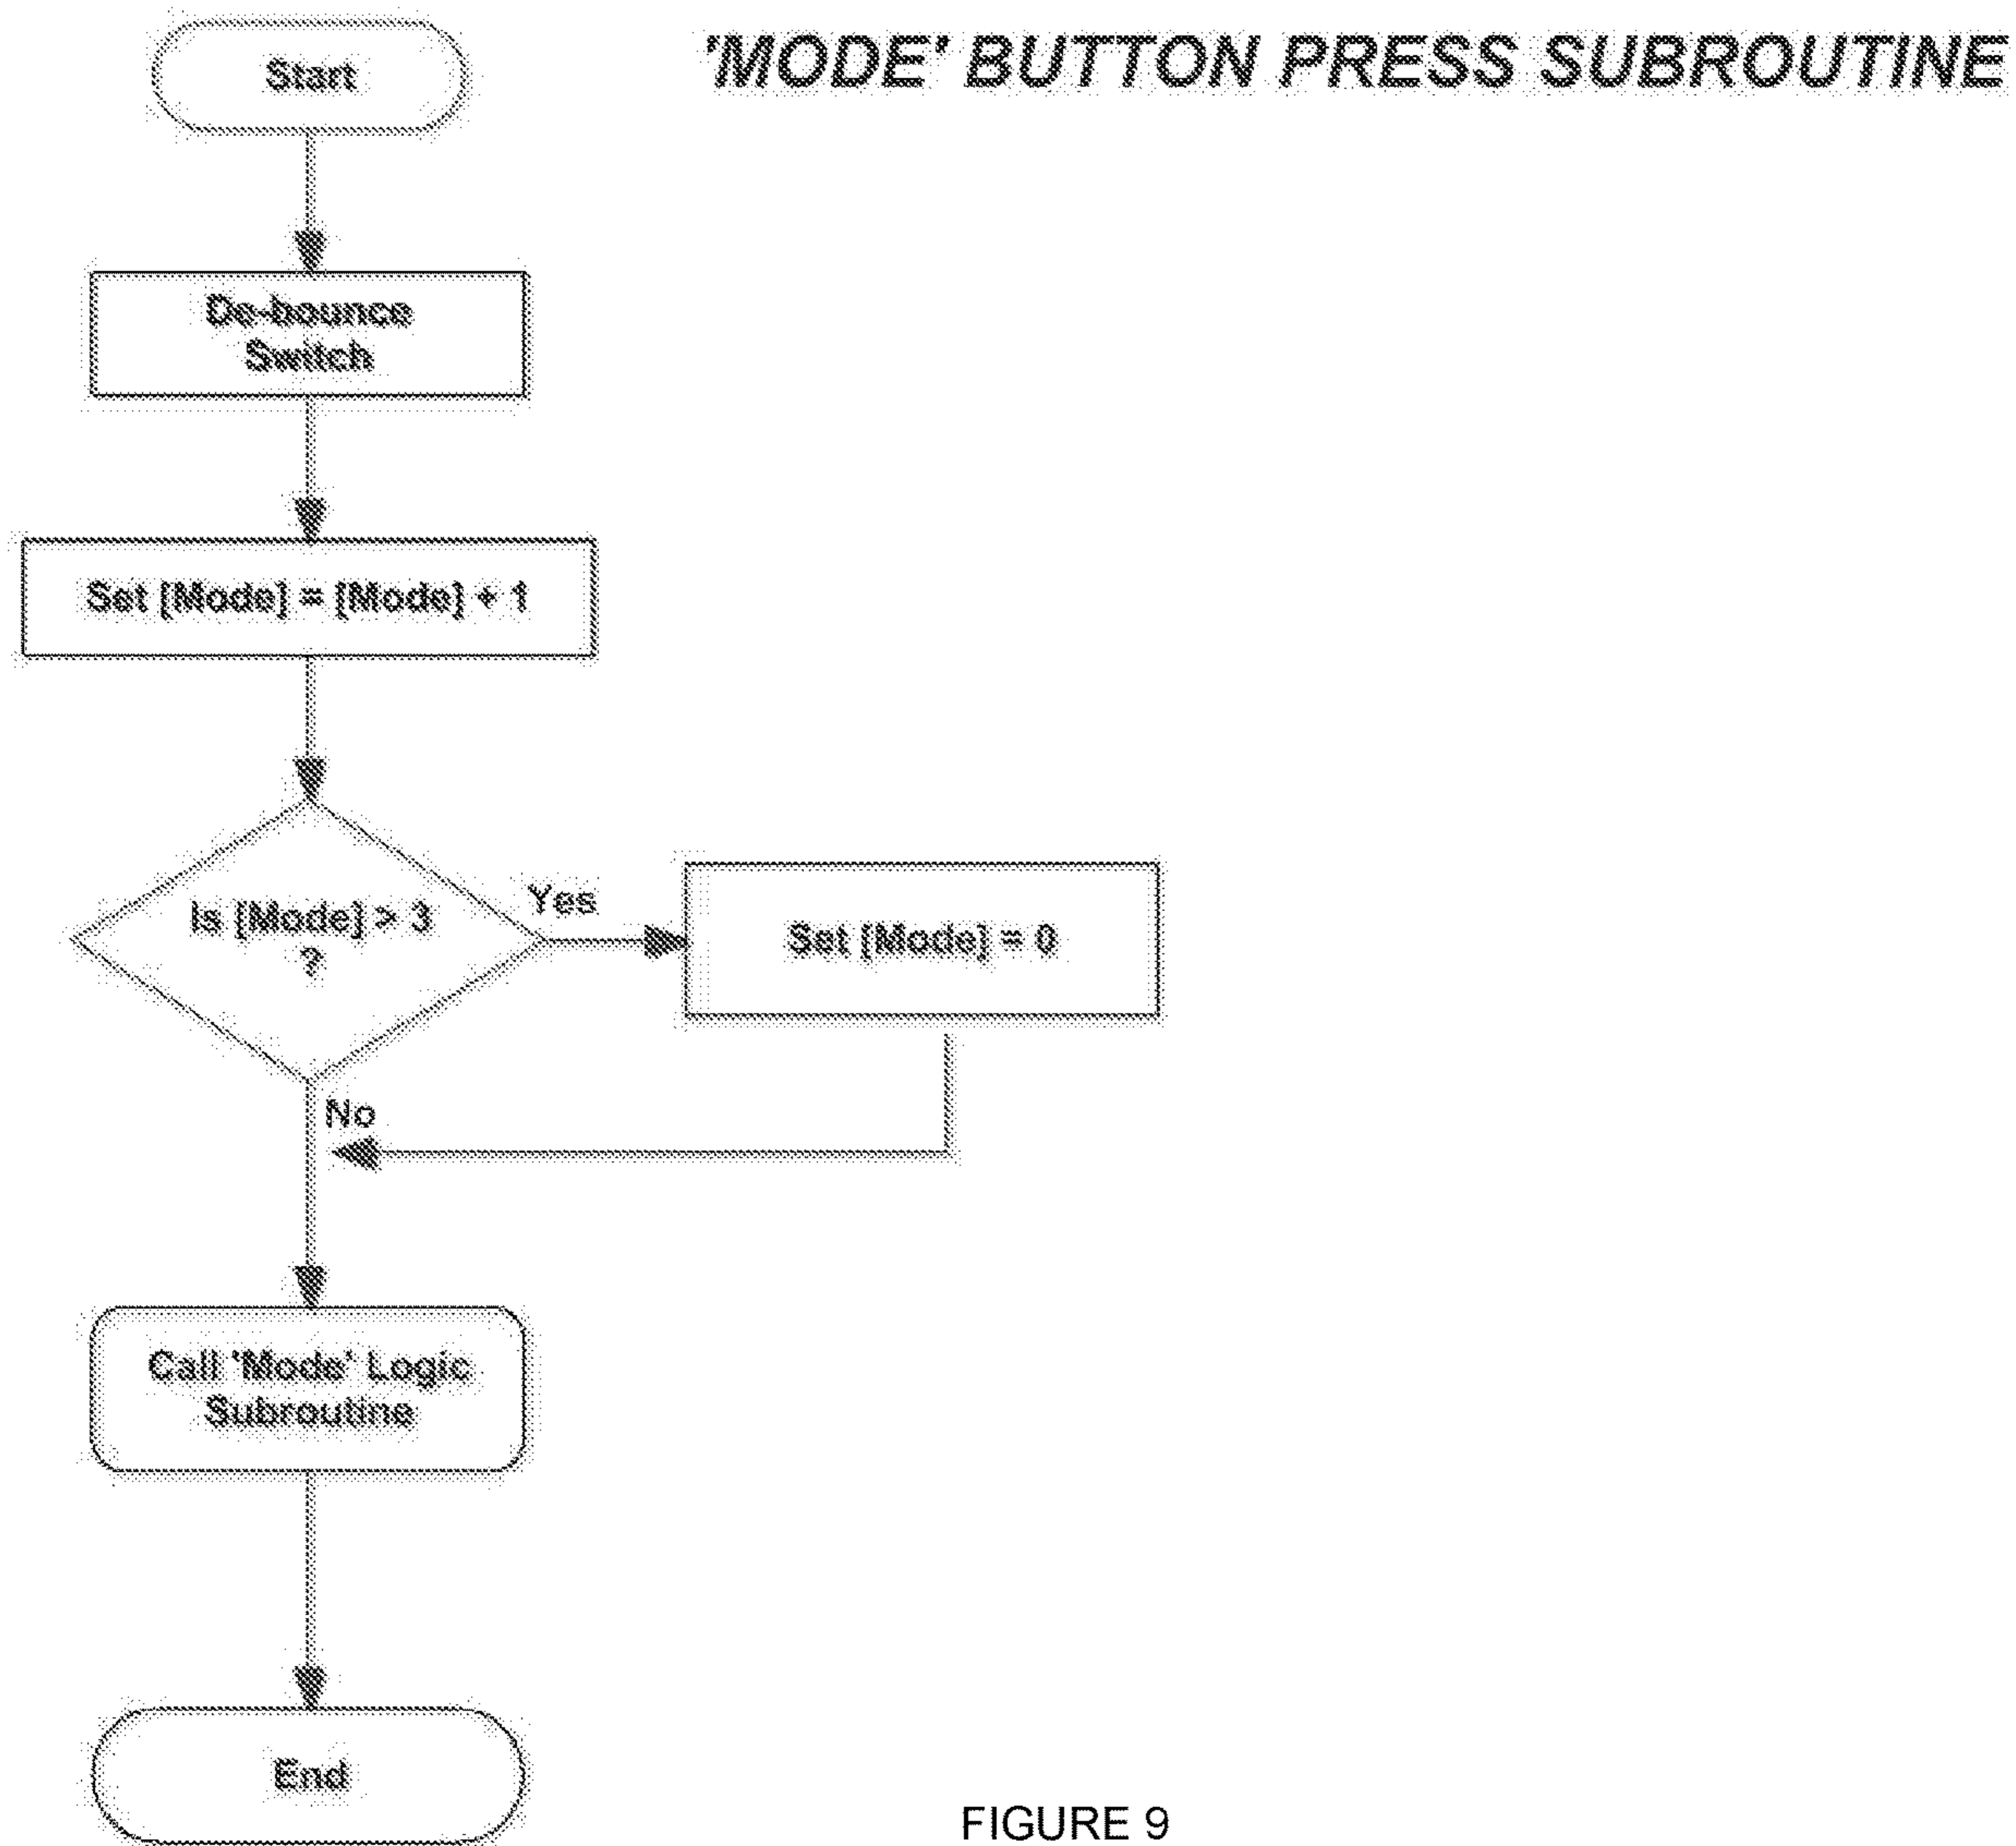 'MODE' BUTTON PRESS SUBROUTINE
Start
De-bounce
Switch
Set [Mode] = [Mode] + 1
Is [Mode] > 3
?
Yes
Set [Mode] = 0
No
Call 'Mode' Logic
Subroutine
End
FIGURE 9